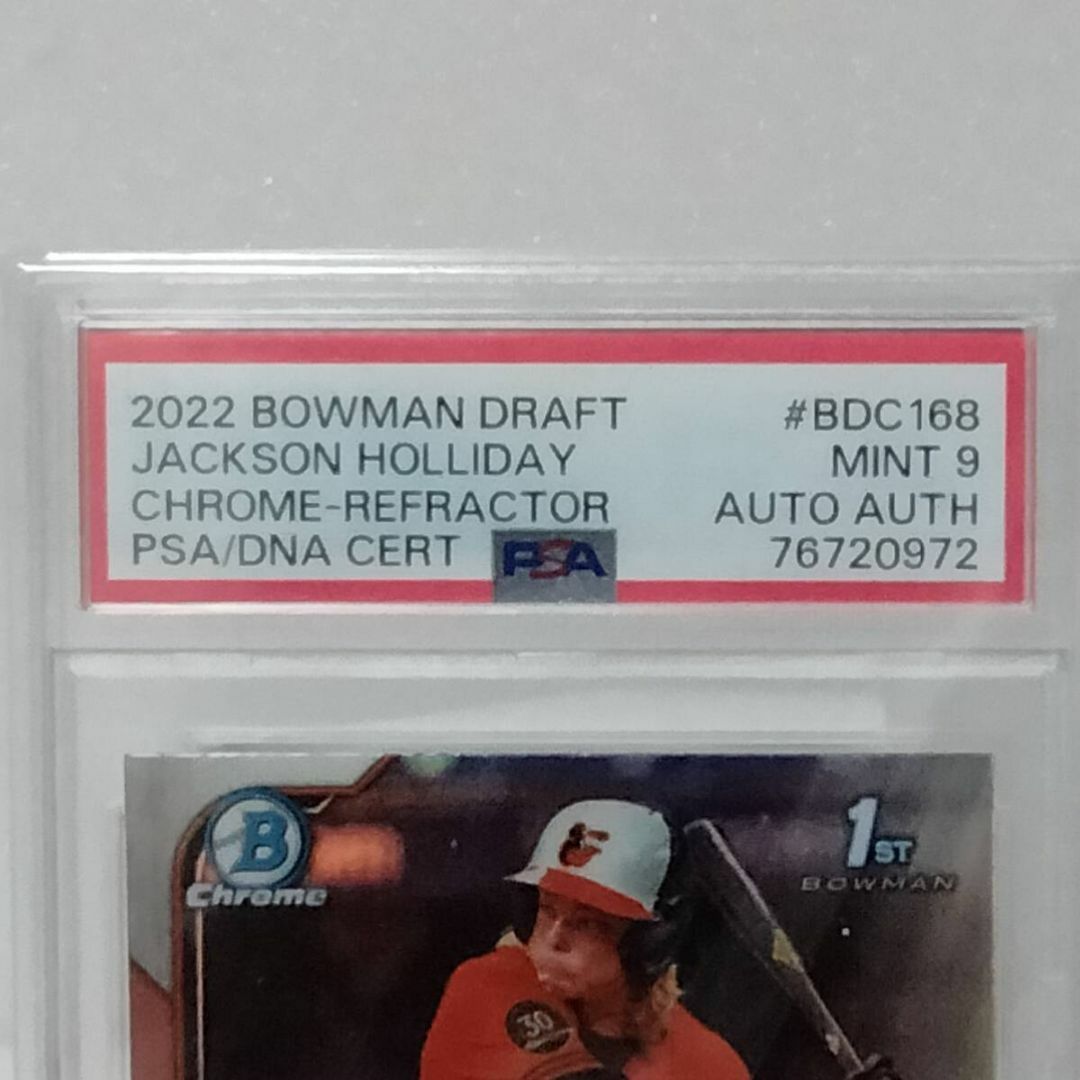 2022 BOWMAN DRAFT #BDC168
JACKSON HOLLIDAY MINT 9
CHROME-REFRACTOR AUTO AUTH
PSA/DNA CERT PSA 76720972
B
Chrome
1ST
BOWMAN
30